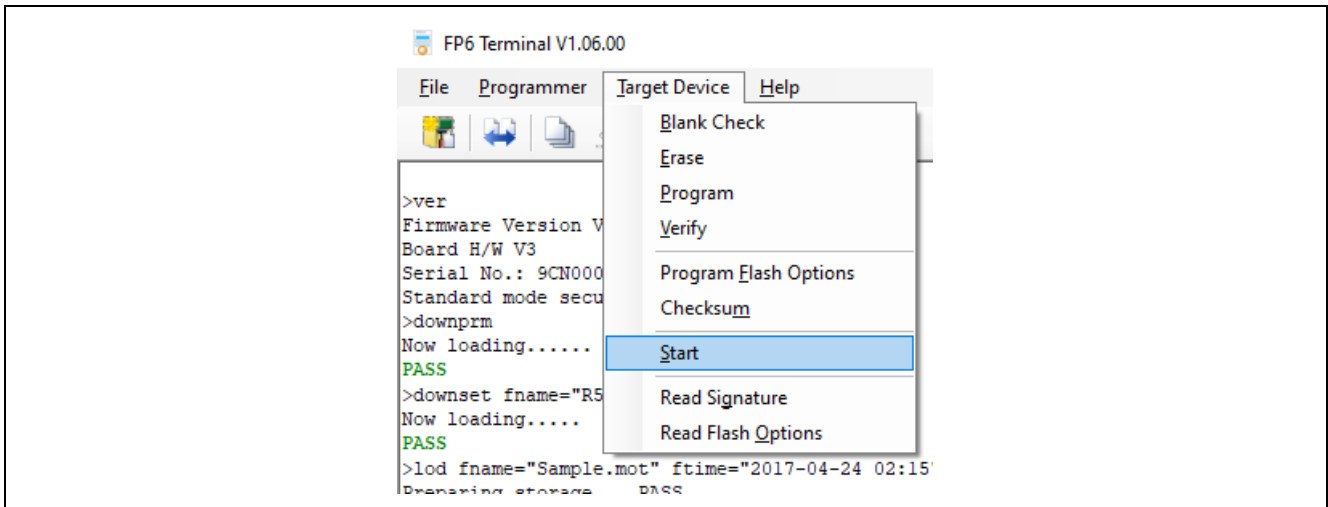 FP6 Terminal V1.06.00
File Programmer Target Device Help
Blank Check
Erase
Program
Verify
Program Flash Options
Checksum
Start
Read Signature
Read Flash Options
>ver
Firmware Version V
Board H/W V3
Serial No.: 9CN000
Standard mode secu
>downprm
Now loading......
PASS
>downset fname="R5
Now loading.....
PASS
>lod fname="Sample.mot" ftime="2017-04-24 02:15"
Preparing storage... PASS